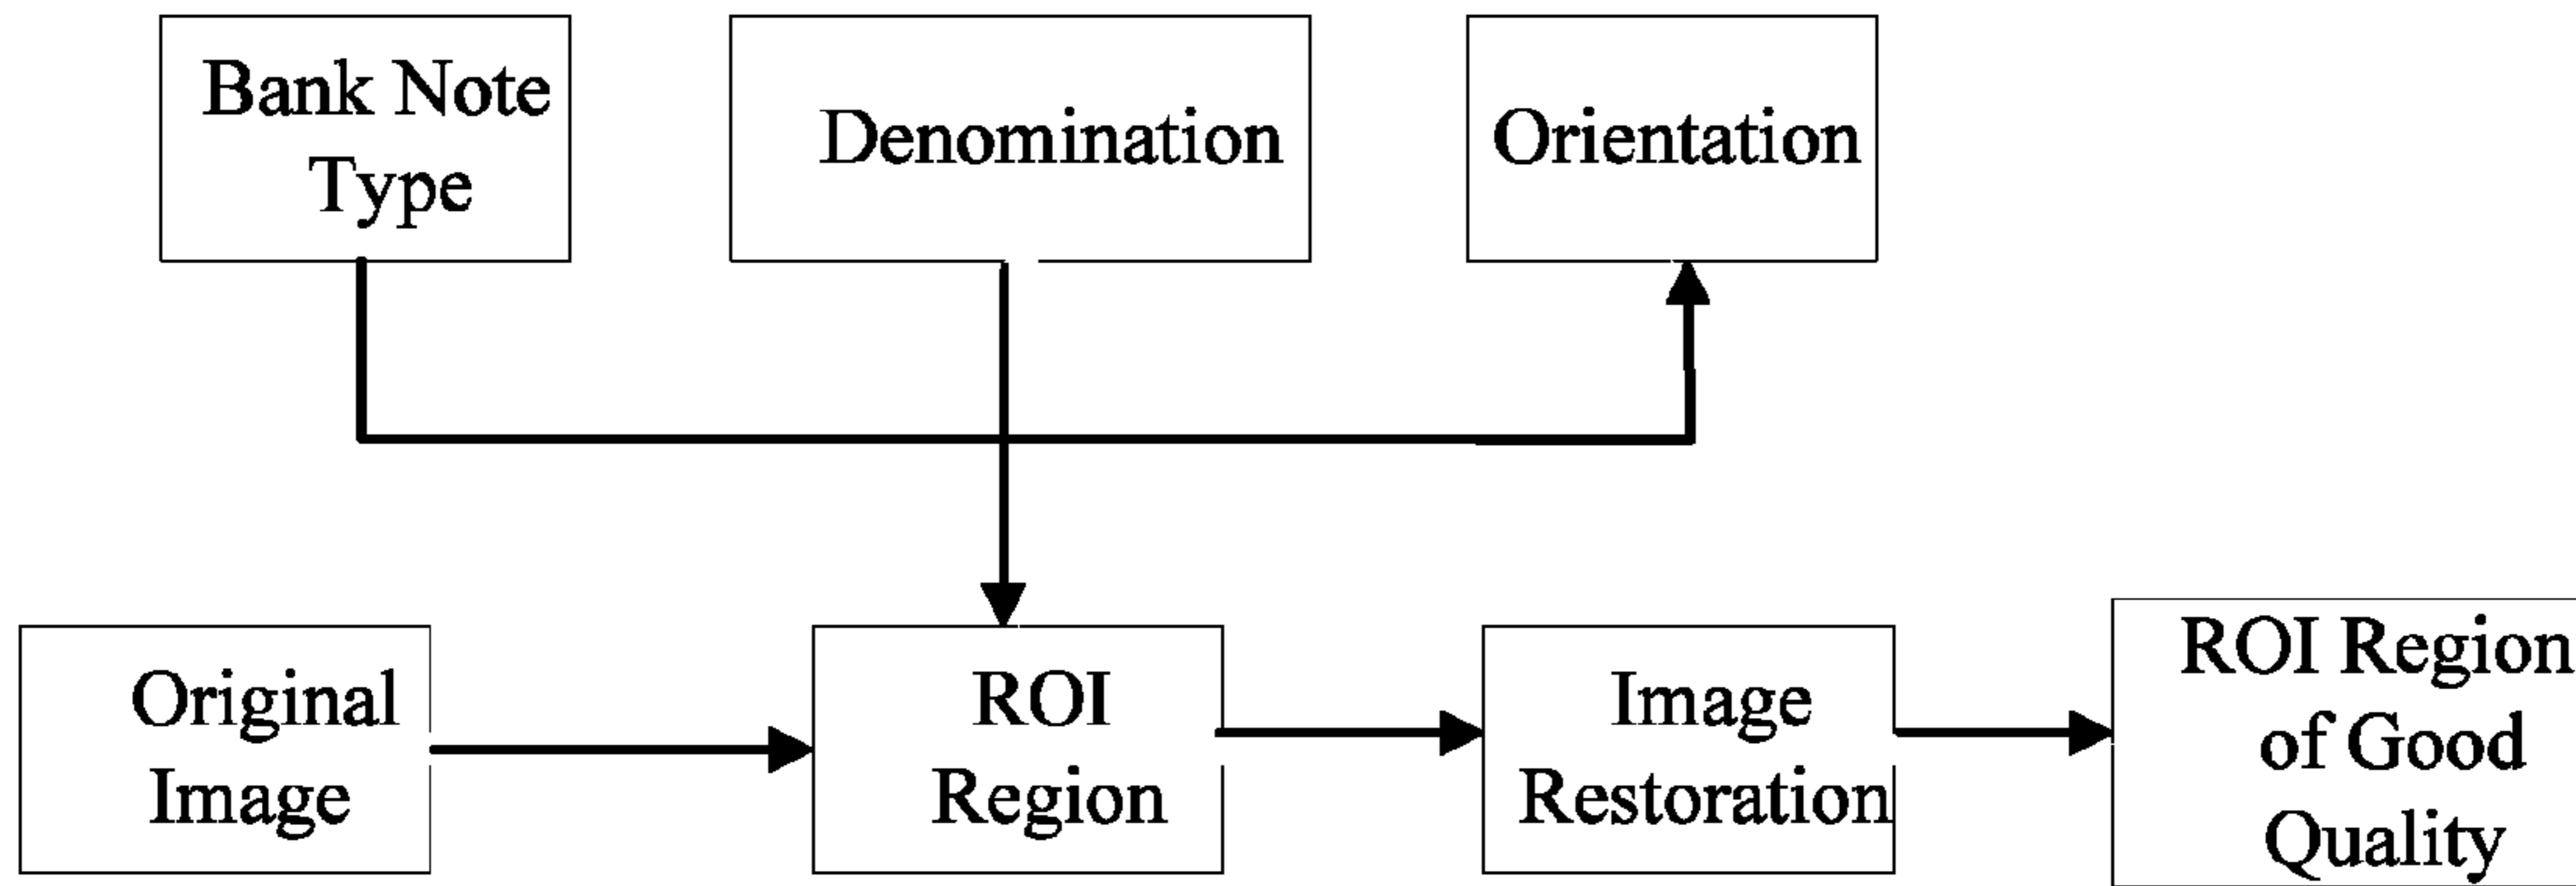 Bank Note
Type
Denomination
Orientation
Original
Image
ROI
Region
Image
Restoration
ROI Region
of Good
Quality